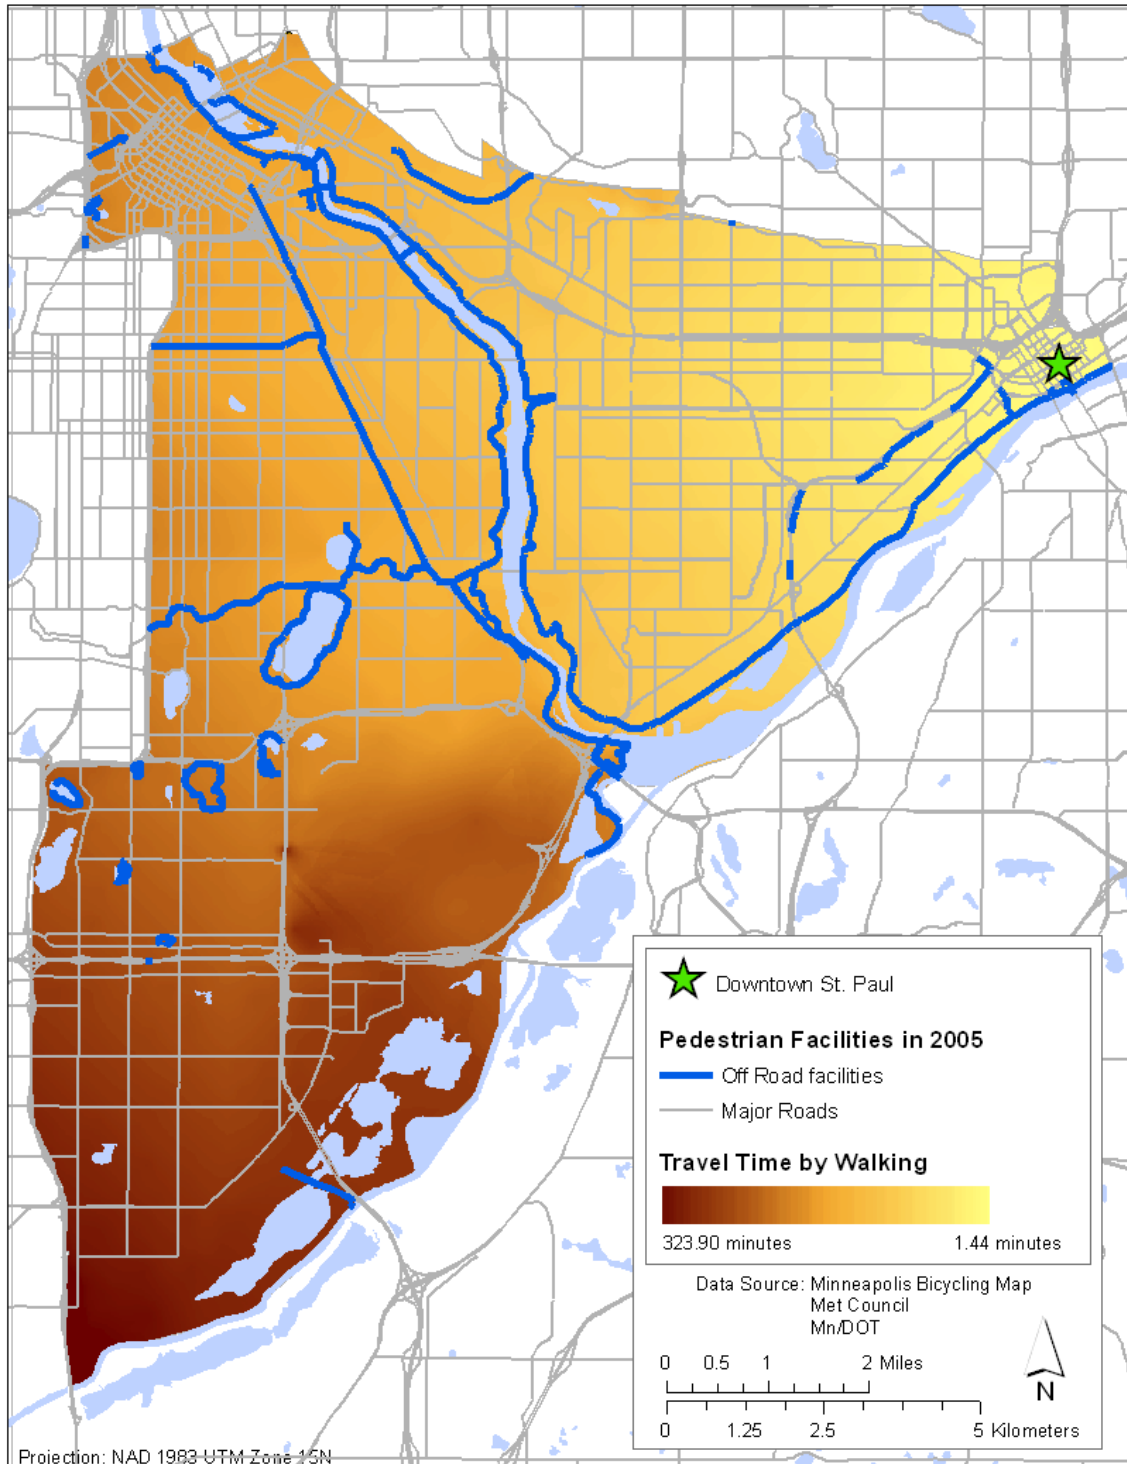 Downtown St. Paul
Pedestrian Facilities in 2005
Off Road facilities
Major Roads
Travel Time by Walking
323.90 minutes 1.44 minutes
Data Source: Minneapolis Bicycling Map
Met Council
Mn/DOT
0 0.5 1 2 Miles
0 1.25 2.5 5 Kilometers
N
Projection: NAD 1983 UTM Zone 15N